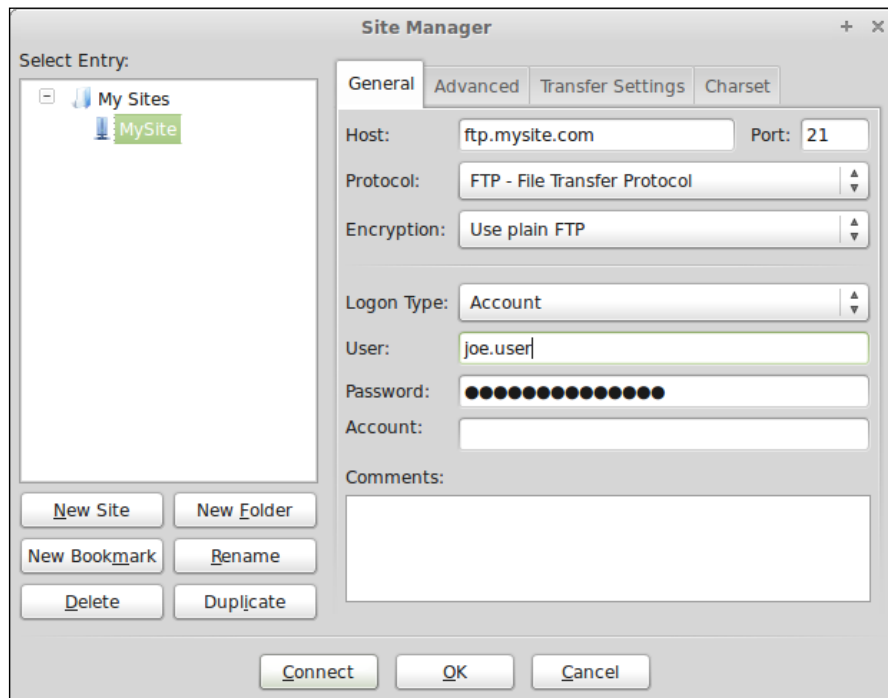 Site Manager
Select Entry:
My Sites
MySite
New Site
New Folder
New Bookmark
Rename
Delete
Duplicate
General
Advanced
Transfer Settings
Charset
Host:
ftp.mysite.com
Port:
21
Protocol:
FTP - File Transfer Protocol
Encryption:
Use plain FTP
Logon Type:
Account
User:
joe.user
Password:
●●●●●●●●●●●●●●
Account:
Comments:
Connect
OK
Cancel